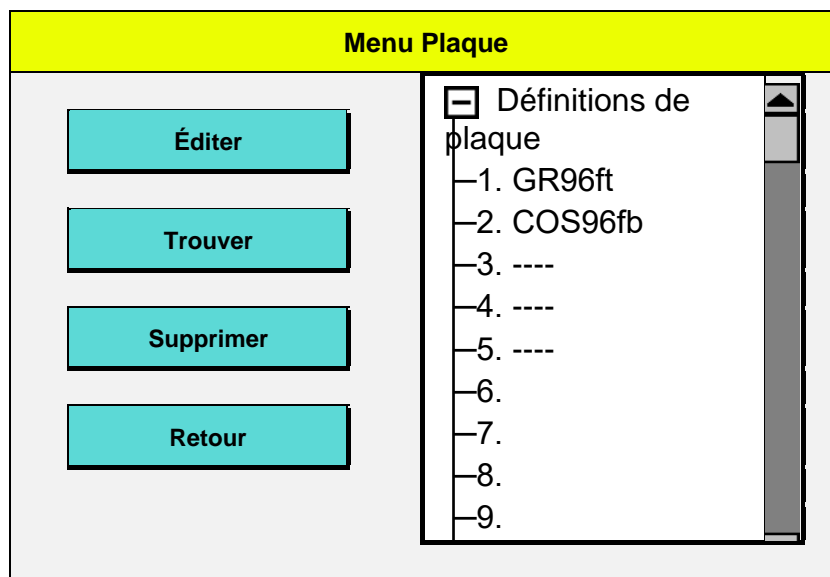 Menu Plaque
Éditer
Trouver
Supprimer
Retour
Définitions de
plaque
1. GR96ft
2. COS96fb
3. ----
4. ----
5. ----
6.
7.
8.
9.